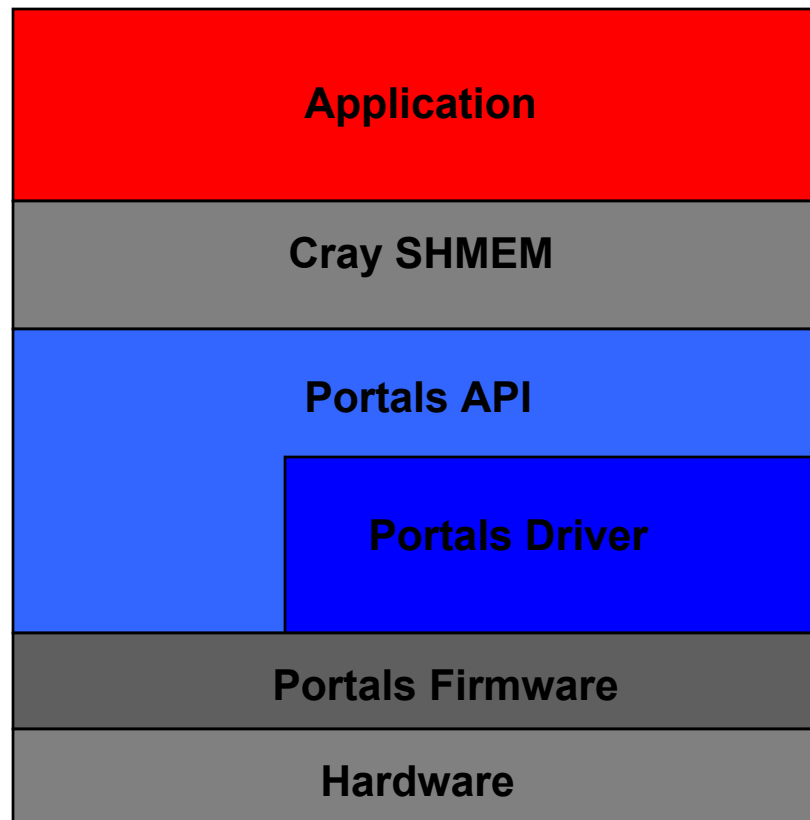 Application
Cray SHMEM
Portals API
Portals Driver
Portals Firmware
Hardware